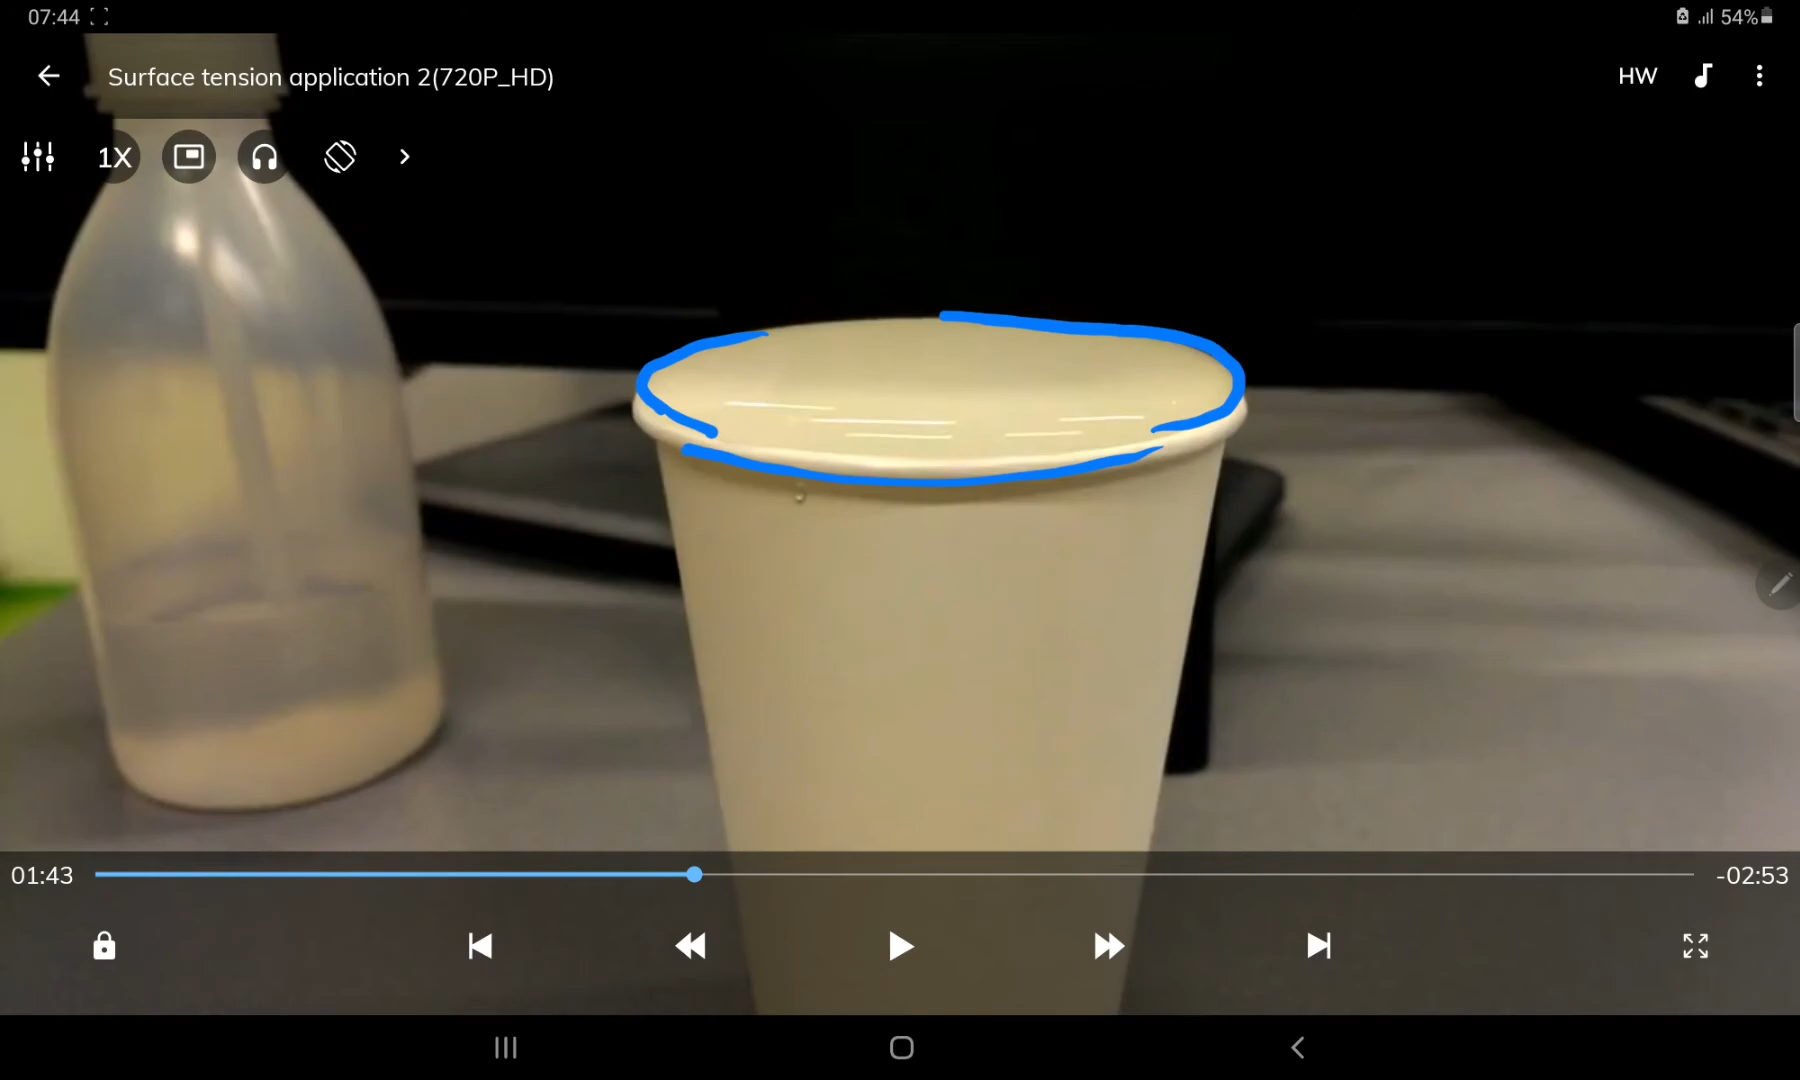 07:44 54%
Surface tension application 2(720P_HD) HW
1X
01:43 -02:53